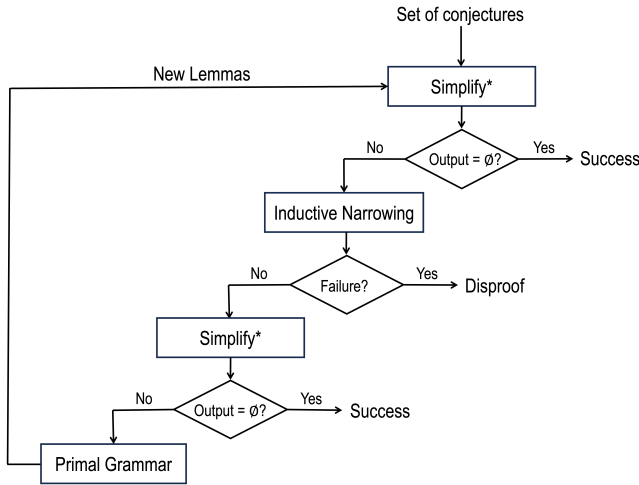 Set of conjectures
New Lemmas
Simplify*
No
Output = ∅?
Yes
Success
Inductive Narrowing
No
Failure?
Yes
Disproof
Simplify*
No
Output = ∅?
Yes
Success
Primal Grammar